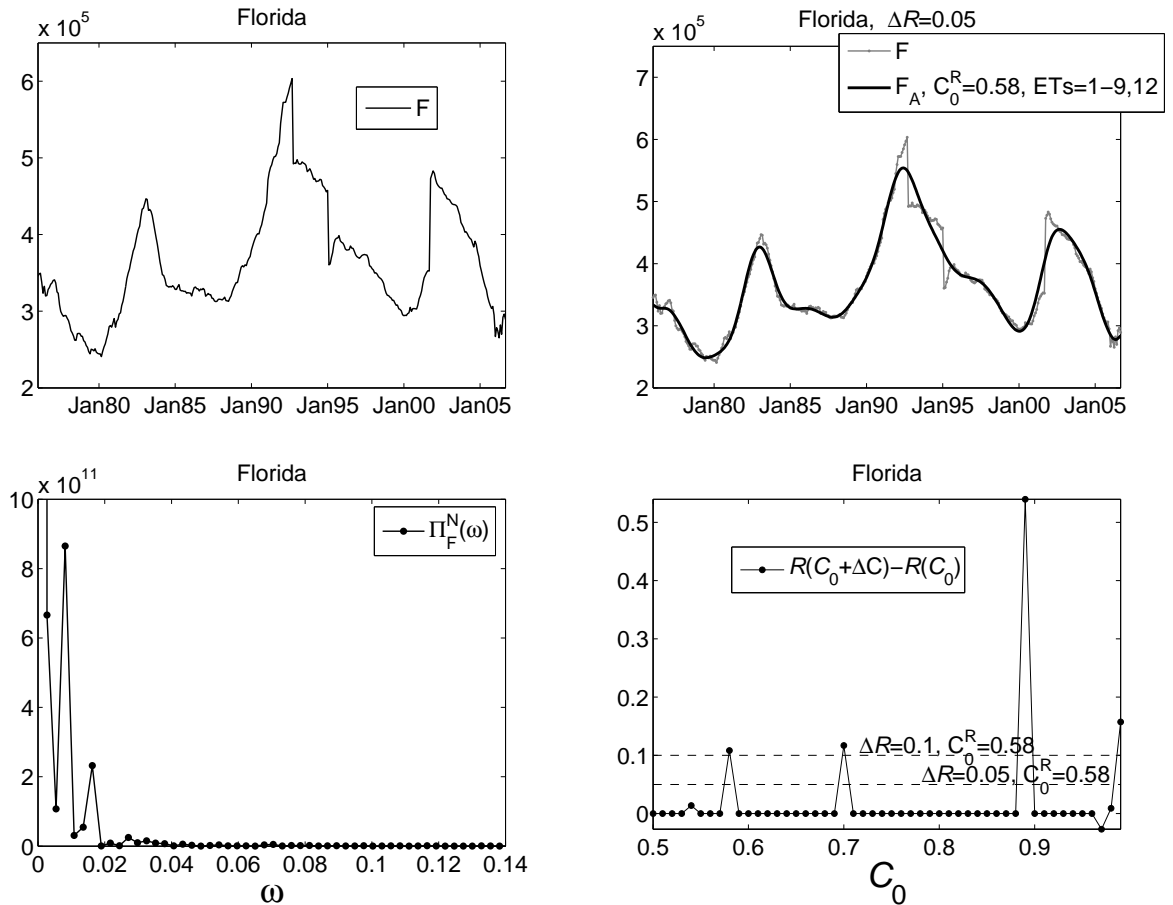 Florida
x 10^5
6
5
4
3
2
Jan80 Jan85 Jan90 Jan95 Jan00 Jan05
F
Florida, ΔR=0.05
x 10^5
7
6
5
4
3
2
Jan80 Jan85 Jan90 Jan95 Jan00 Jan05
F
F_A, C_0^R=0.58, ETs=1−9,12
Florida
x 10^11
10
8
6
4
2
0
0 0.02 0.04 0.06 0.08 0.1 0.12 0.14
ω
Π_F^N(ω)
Florida
0.5
0.4
0.3
0.2
0.1
0
0.5 0.6 0.7 0.8 0.9
C_0
R(C_0+ΔC)−R(C_0)
ΔR=0.1, C_0^R=0.58
ΔR=0.05, C_0^R=0.58